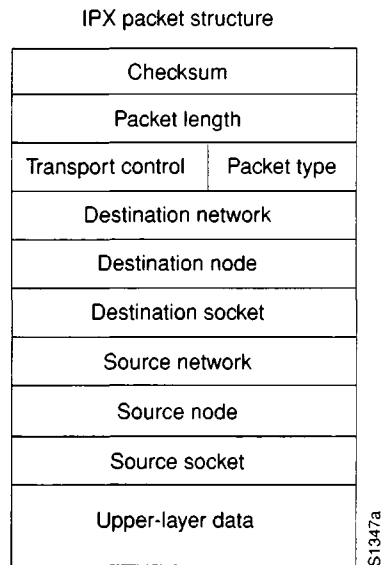 IPX packet structure
Checksum
Packet length
Transport control Packet type
Destination network
Destination node
Destination socket
Source network
Source node
Source socket
Upper-layer data
S1347a